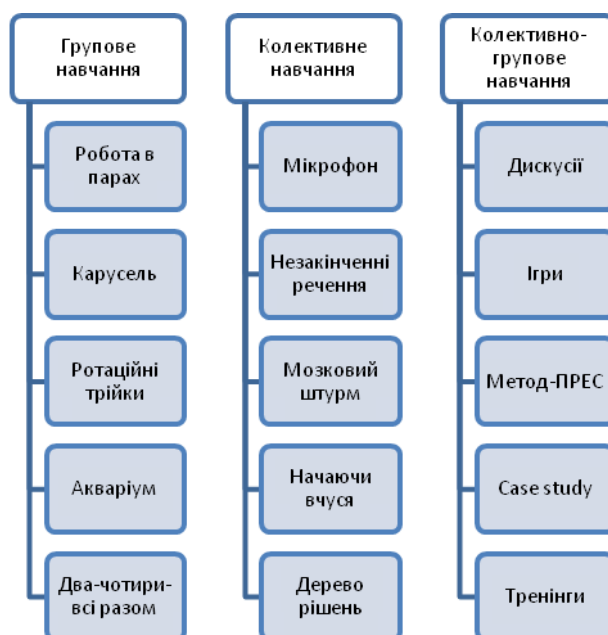 Групове
навчання
Робота в
парах
Карусель
Ротаційні
трійки
Акваріум
Два-чотири-
всі разом
Колективне
навчання
Мікрофон
Незакінченні
речення
Мозковий
штурм
Начаючи
вчуся
Дерево
рішень
Колективно-
групове
навчання
Дискусії
Ігри
Метод-ПРЕС
Case study
Тренінги